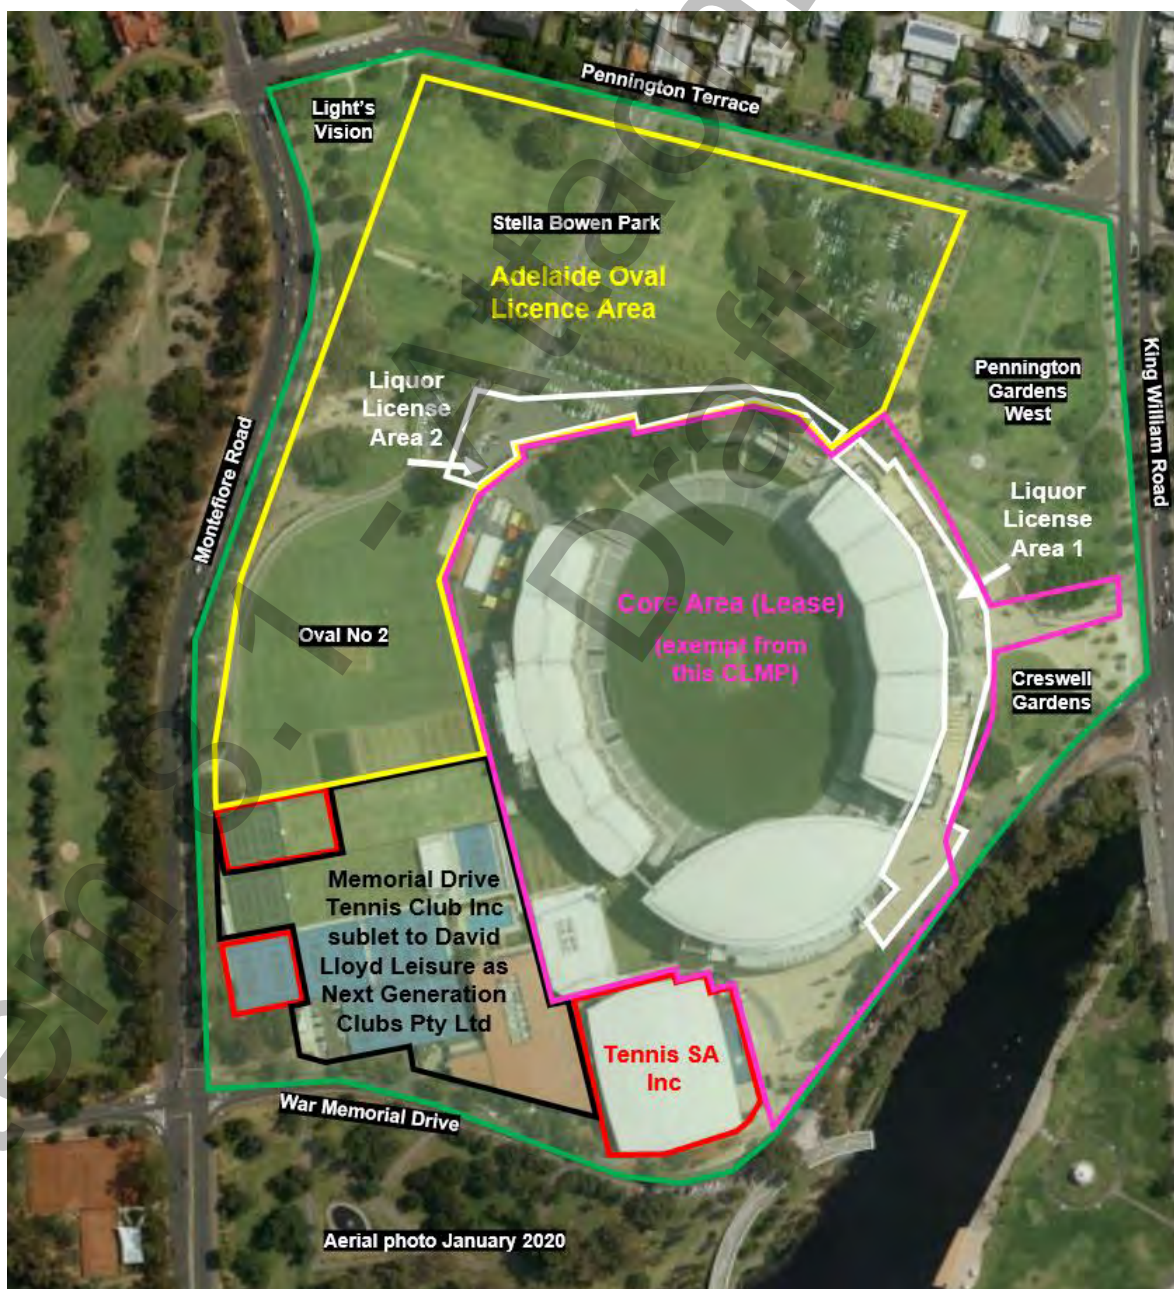 Pennington Terrace
Light's
Vision
Stella Bowen Park
Adelaide Oval
Licence Area
Pennington
Gardens
West
King William Road
Liquor
License
Area 2
Montefiore Road
Liquor
License
Area 1
Core Area (Lease)
(exempt from
this CLMP)
Oval No 2
Creswell
Gardens
Memorial Drive
Tennis Club Inc
sublet to David
Lloyd Leisure as
Next Generation
Clubs Pty Ltd
Tennis SA
Inc
War Memorial Drive
Aerial photo January 2020
Draft